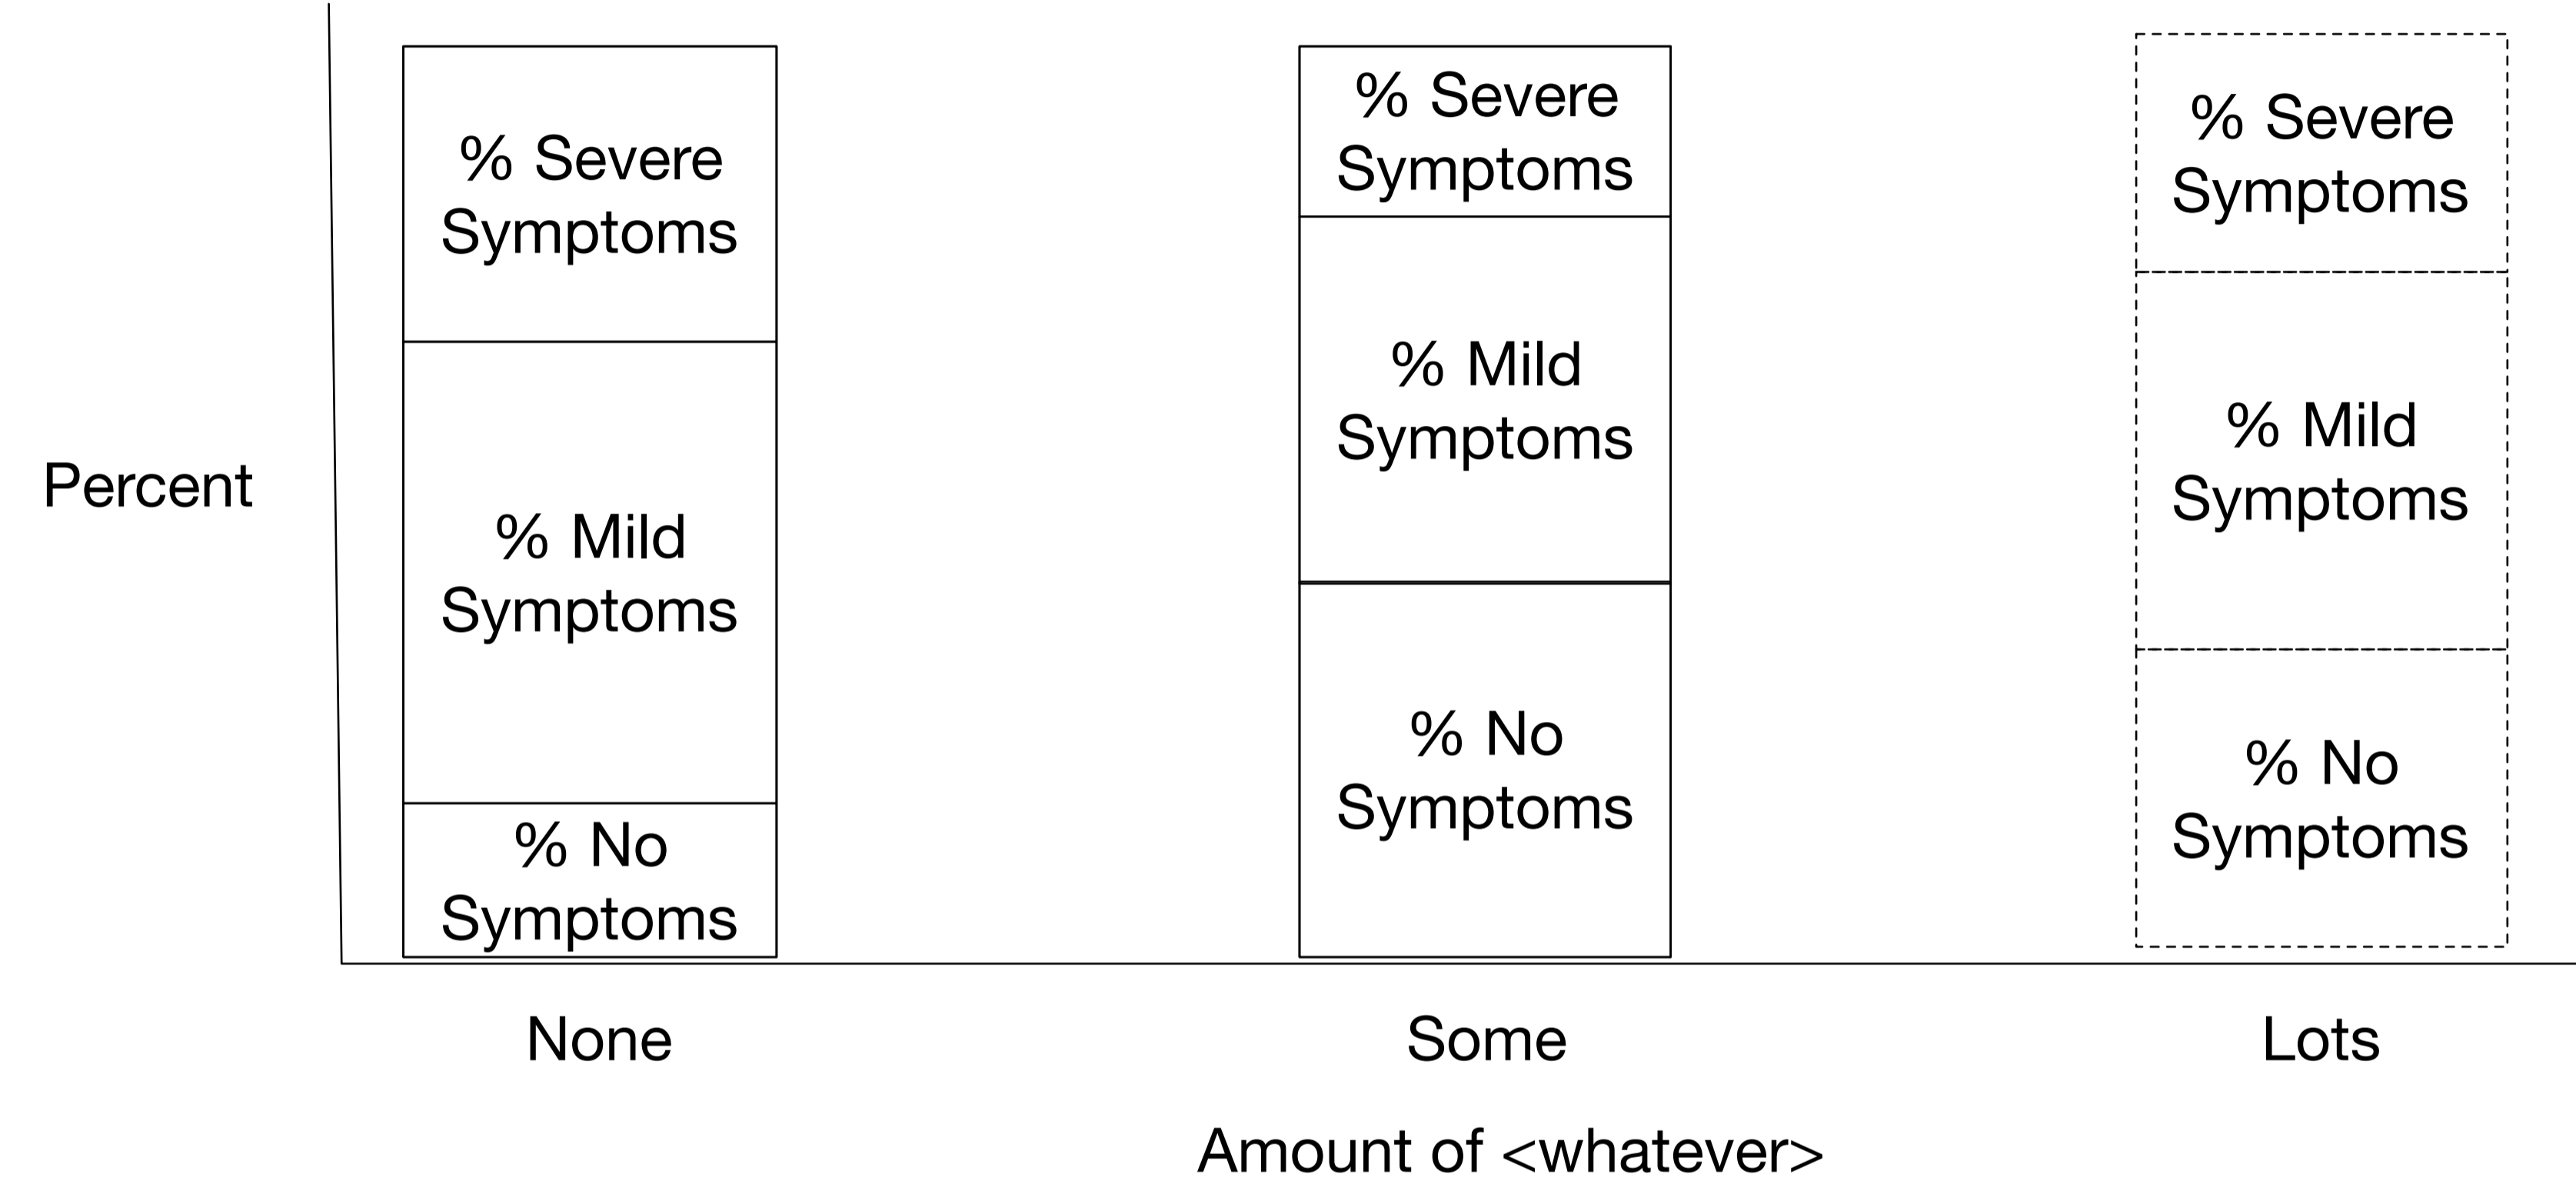 Percent
% Severe
Symptoms
% Mild
Symptoms
% No
Symptoms
% Severe
Symptoms
% Mild
Symptoms
% No
Symptoms
% Severe
Symptoms
% Mild
Symptoms
% No
Symptoms
None
Some
Lots
Amount of <whatever>